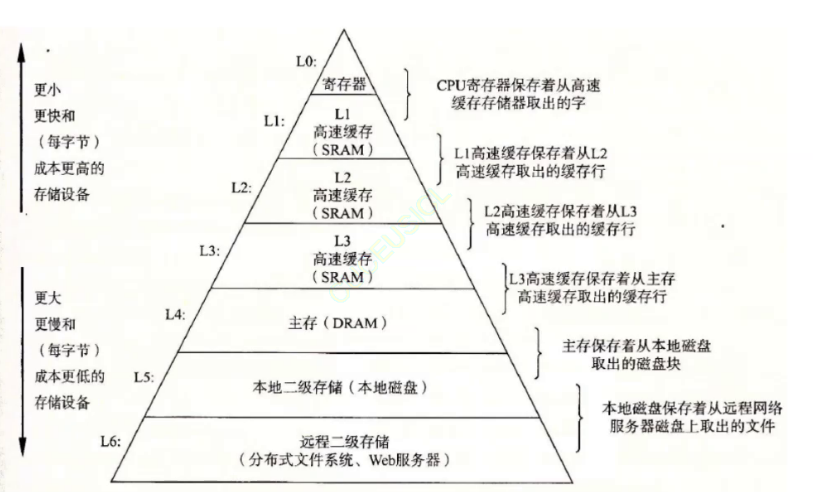 更小
更快和
（每字节）
成本更高的
存储设备
更大
更慢和
（每字节）
成本更低的
存储设备
L0:
寄存器
CPU寄存器保存着从高速
缓存存储器取出的字
L1:
L1
高速缓存
（SRAM）
L1高速缓存保存着从L2
高速缓存取出的缓存行
L2:
L2
高速缓存
（SRAM）
L2高速缓存保存着从L3
高速缓存取出的缓存行
L3:
L3
高速缓存
（SRAM）
L3高速缓存保存着从主存
高速缓存取出的缓存行
L4:
主存（DRAM）
主存保存着从本地磁盘
取出的磁盘块
L5:
本地二级存储（本地磁盘）
本地磁盘保存着从远程网络
服务器磁盘上取出的文件
L6:
远程二级存储
（分布式文件系统、Web服务器）